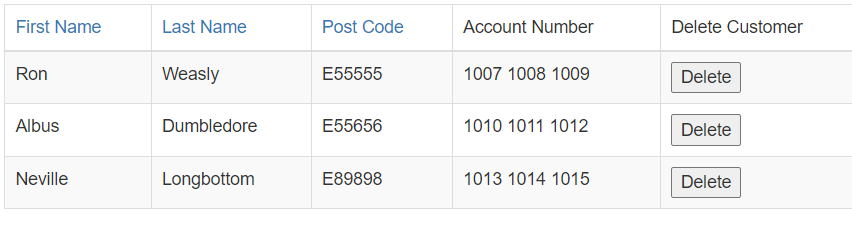 First Name Last Name Post Code Account Number Delete Customer
Ron Weasly E55555 1007 1008 1009 Delete
Albus Dumbledore E55656 1010 1011 1012 Delete
Neville Longbottom E89898 1013 1014 1015 Delete